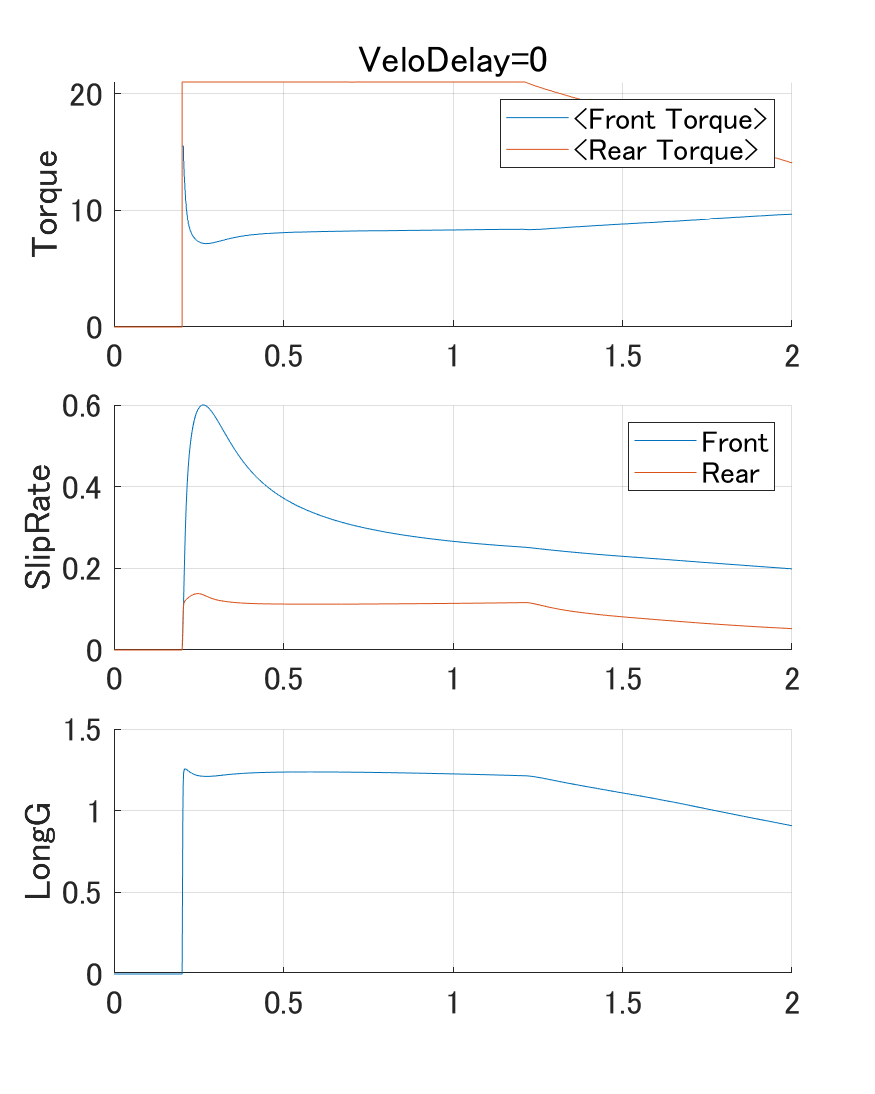 VeloDelay=0
Torque
20
10
0
0 0.5 1 1.5 2
<Front Torque>
<Rear Torque>
SlipRate
0.6
0.4
0.2
0
0 0.5 1 1.5 2
Front
Rear
LongG
1.5
1
0.5
0
0 0.5 1 1.5 2